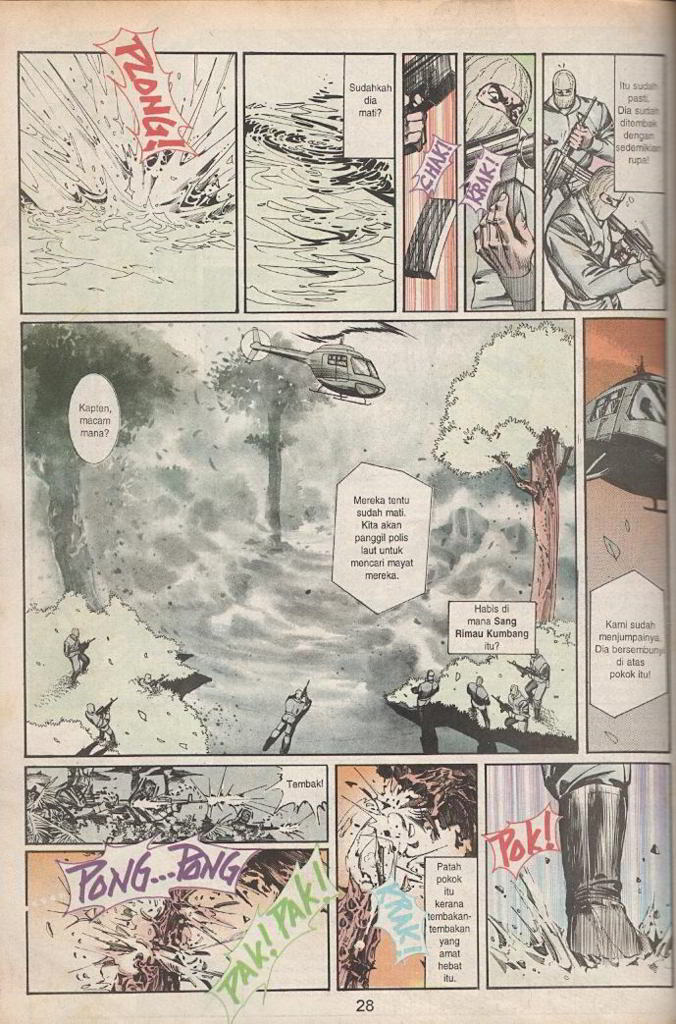 PLONG!
Sudahkah
dia
mati?
CHAK!
KRAK!
Itu sudah
pasti.
Dia sudah
ditembak
dengan
sedemikian
rupa!
Kapten,
macam
mana?
Mereka tentu
sudah mati.
Kita akan
panggil polis
laut untuk
mencari mayat
mereka.
Habis di
mana Sang
Rimau Kumbang
itu?
Kami sudah
menjumpainya.
Dia bersembunyi
di atas
pokok itu!
Tembak!
PONG...PONG
PAK! PAK!
KRAK!
Patah
pokok
itu
kerana
tembakan-
tembakan
yang
amat
hebat
itu.
POK!
28